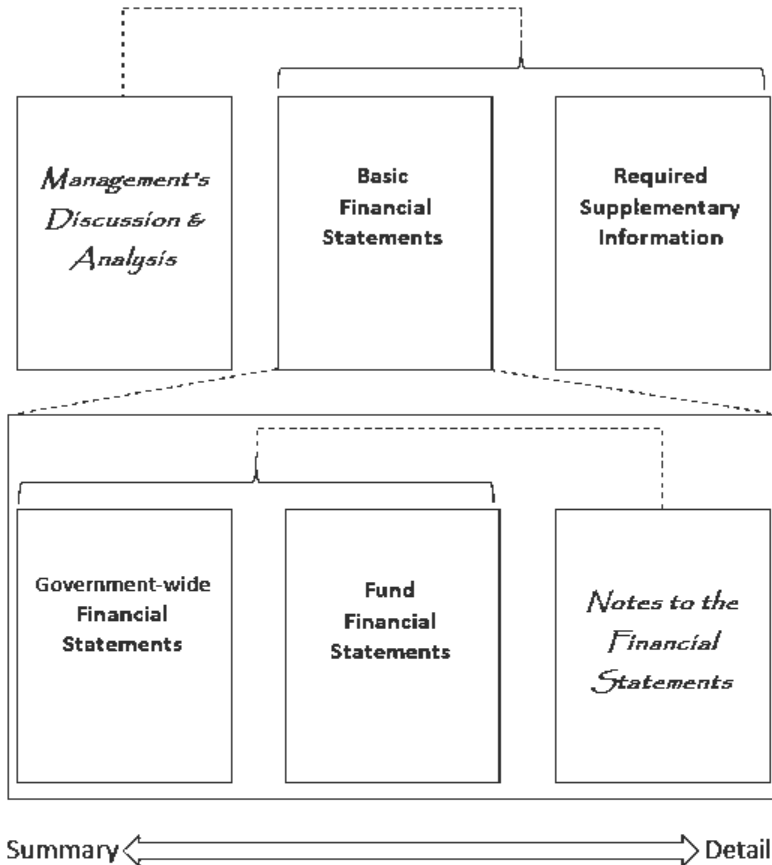 Management's
Discussion &
Analysis
Basic
Financial
Statements
Required
Supplementary
Information
Government-wide
Financial
Statements
Fund
Financial
Statements
Notes to the
Financial
Statements
Summary
Detail